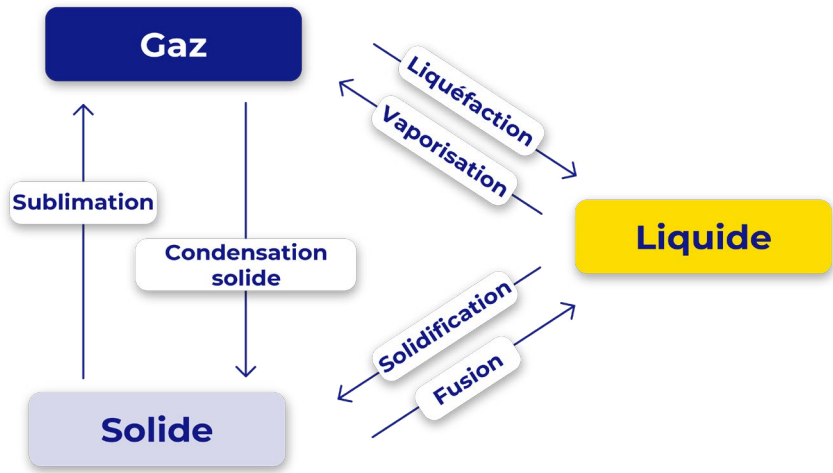 Gaz
Liquéfaction
Vaporisation
Sublimation
Condensation
solide
Liquide
Solidification
Fusion
Solide